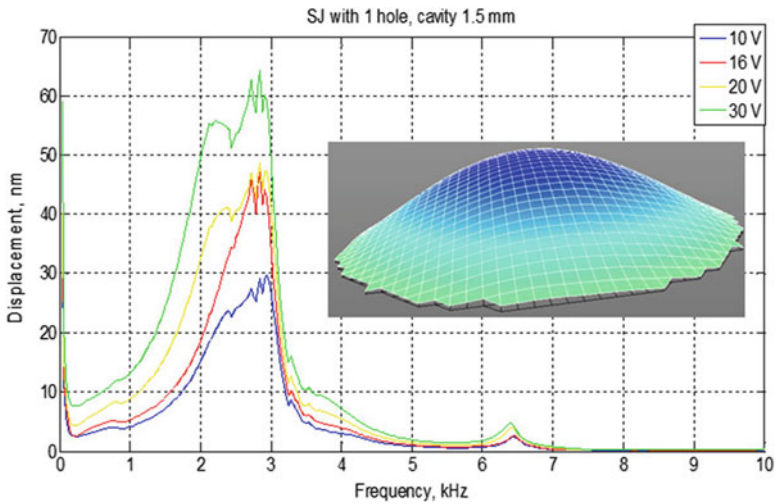 SJ with 1 hole, cavity 1.5 mm
70
60
50
40
30
20
10
0
Displacement, nm
10 V
16 V
20 V
30 V
0 1 2 3 4 5 6 7 8 9 10
Frequency, kHz